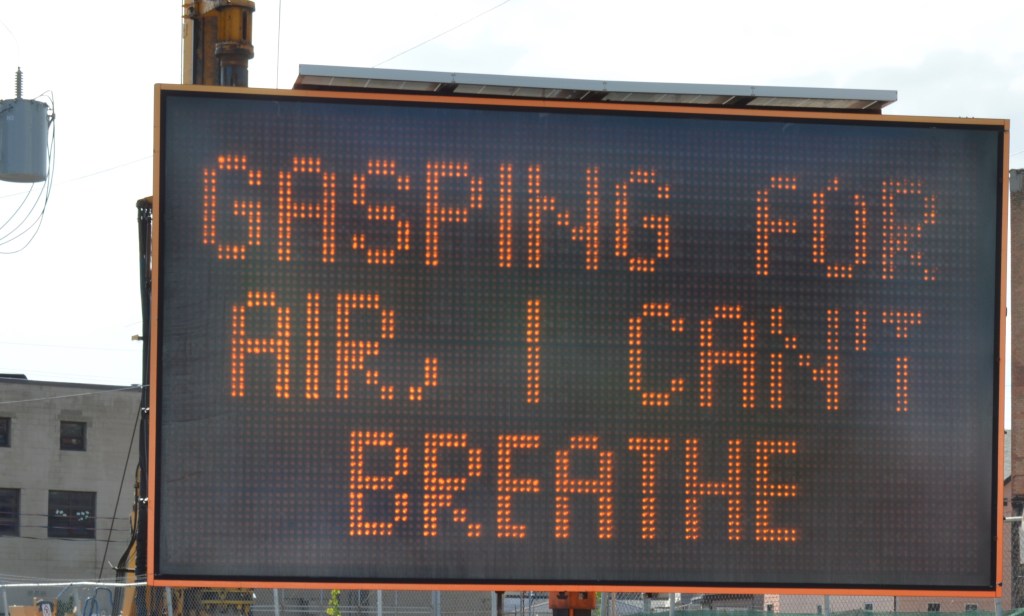 GASPING FOR
AIR, I CAN'T
BREATHE